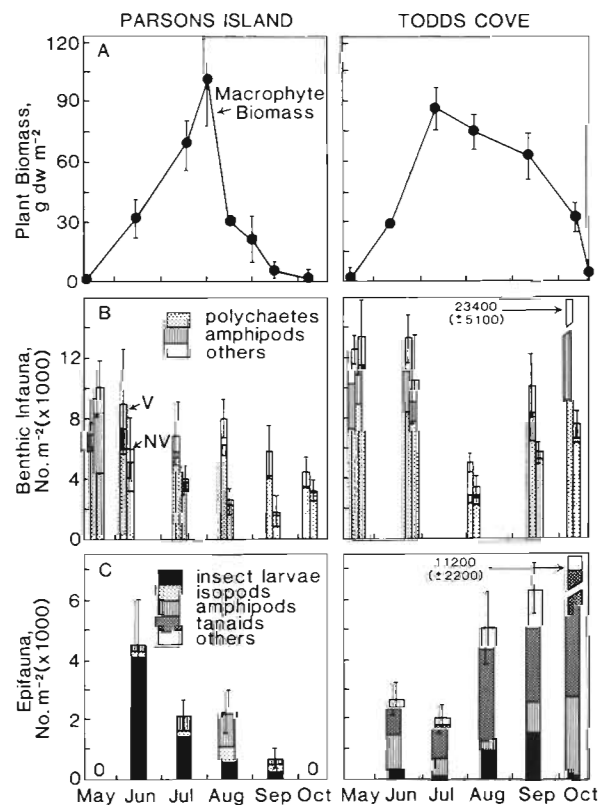 PARSONS ISLAND
TODDS COVE
A
120
90
60
30
0
Plant Biomass,
g dw m⁻²
Macrophyte
Biomass
B
12
8
4
0
Benthic Infauna,
No. m⁻² (x 1000)
polychaetes
amphipods
others
V
NV
23400
(±5100)
C
6
4
2
0
Epifauna,
No. m⁻² (x 1000)
insect larvae
isopods
amphipods
tanaids
others
0
0
11200
(±2200)
May Jun Jul Aug Sep Oct
May Jun Jul Aug Sep Oct